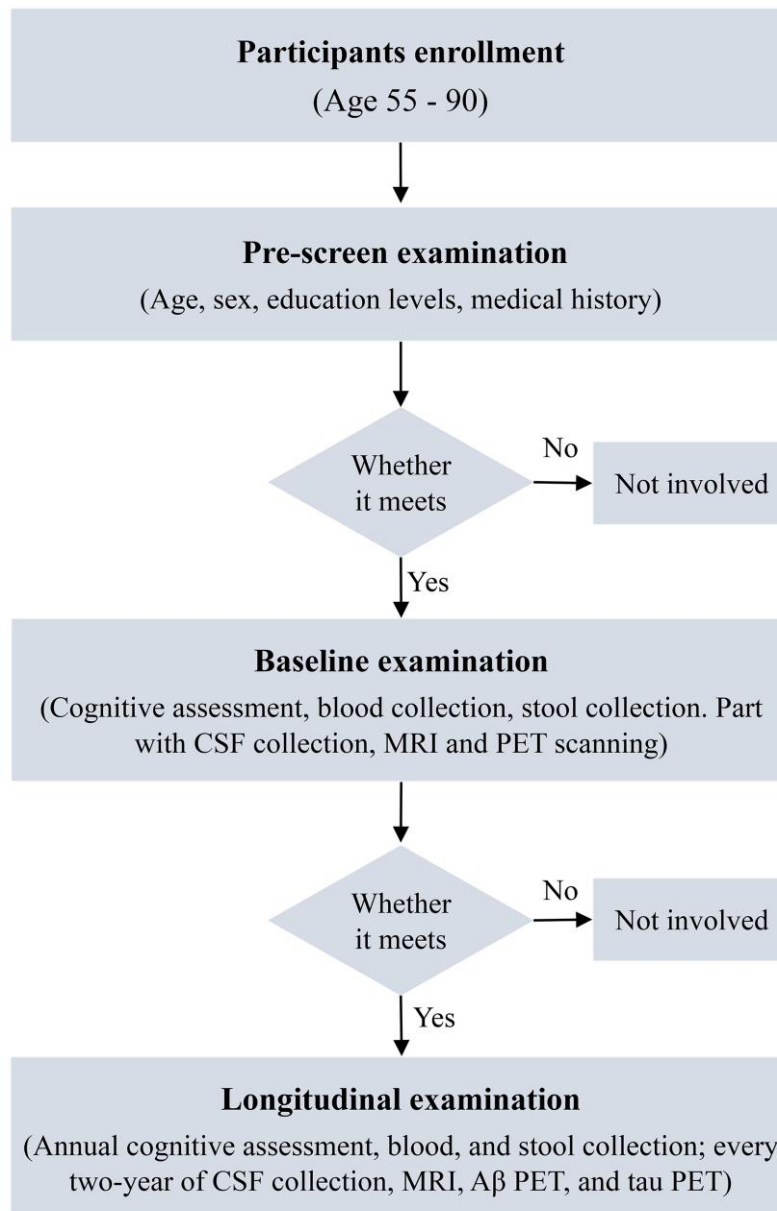 Participants enrollment
(Age 55 - 90)
Pre-screen examination
(Age, sex, education levels, medical history)
Whether
it meets
No
Not involved
Yes
Baseline examination
(Cognitive assessment, blood collection, stool collection. Part
with CSF collection, MRI and PET scanning)
Whether
it meets
No
Not involved
Yes
Longitudinal examination
(Annual cognitive assessment, blood, and stool collection; every
two-year of CSF collection, MRI, Aβ PET, and tau PET)